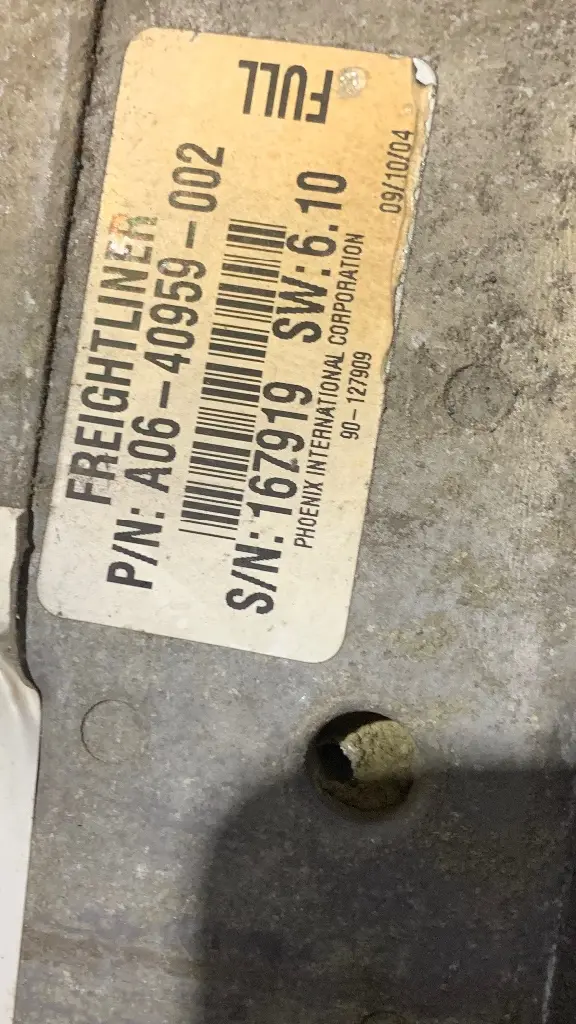 FREIGHTLINER
P/N: A06-40959-002
S/N: 167919 SW: 6.10
PHOENIX INTERNATIONAL CORPORATION
90-127909
09/10/04
FULL